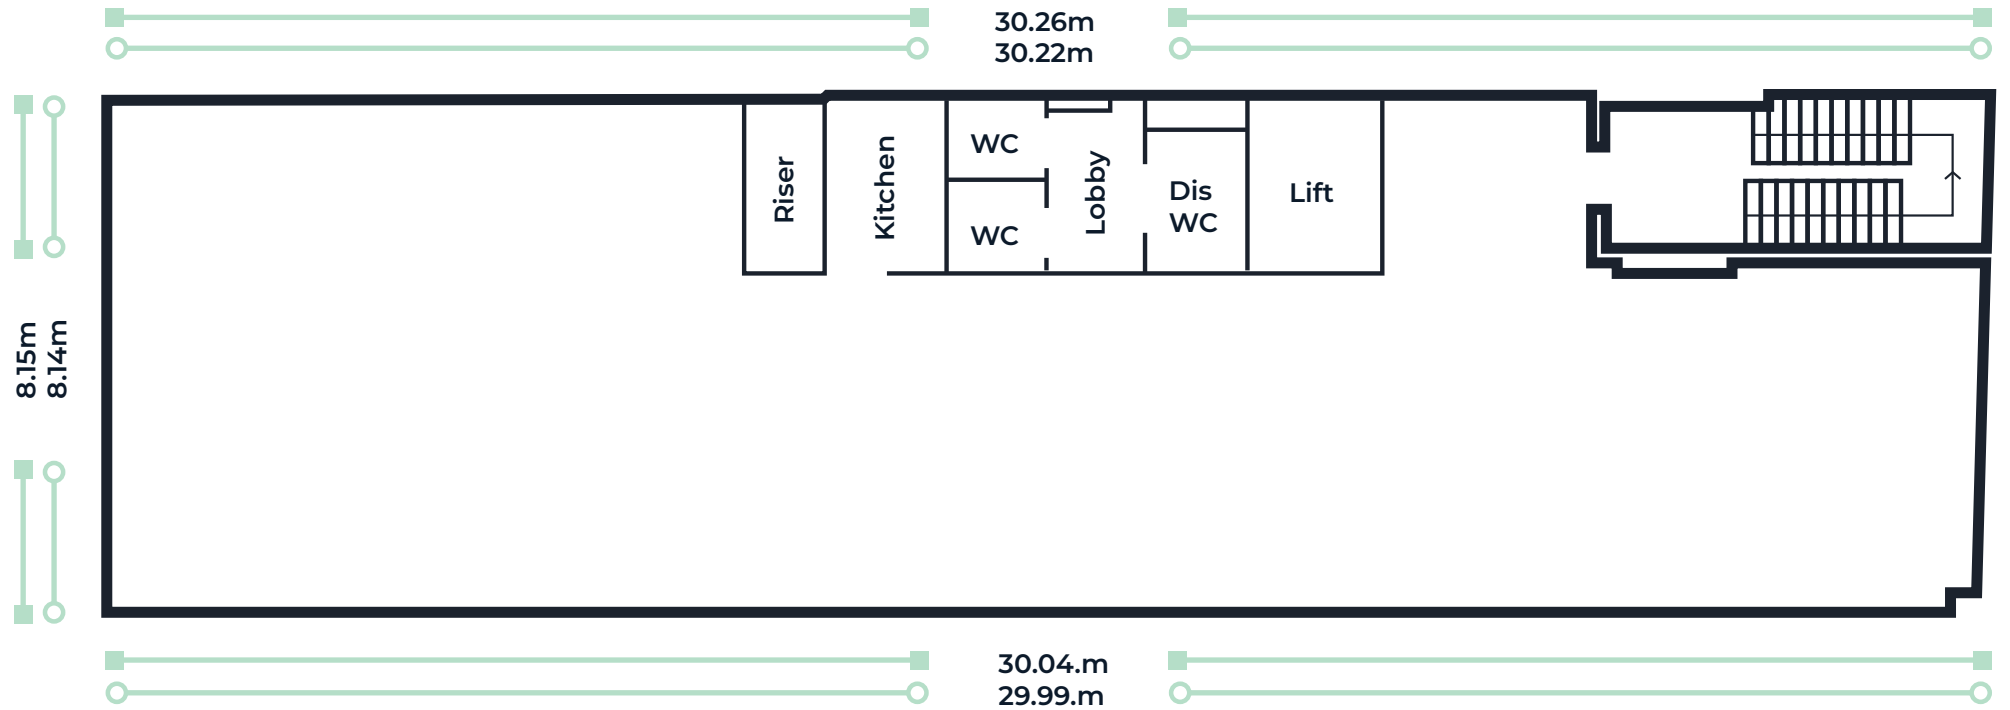 30.26m
30.22m
Riser
Kitchen
WC
WC
Lobby
Dis
WC
Lift
8.15m
8.14m
30.04.m
29.99.m